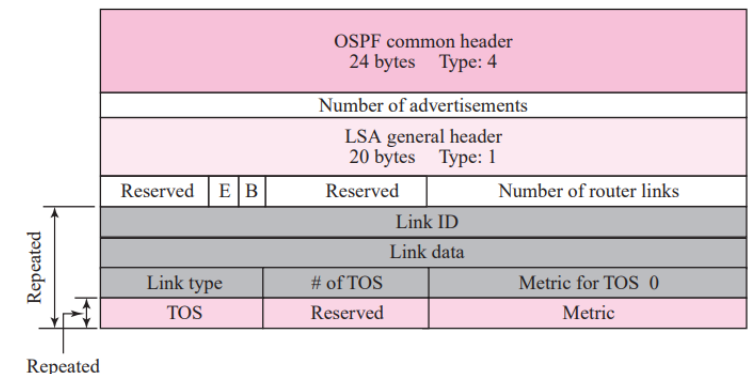 OSPF common header
24 bytes Type: 4
Number of advertisements
LSA general header
20 bytes Type: 1
Reserved E B Reserved Number of router links
Link ID
Link data
Link type # of TOS Metric for TOS 0
TOS Reserved Metric
Repeated
Repeated